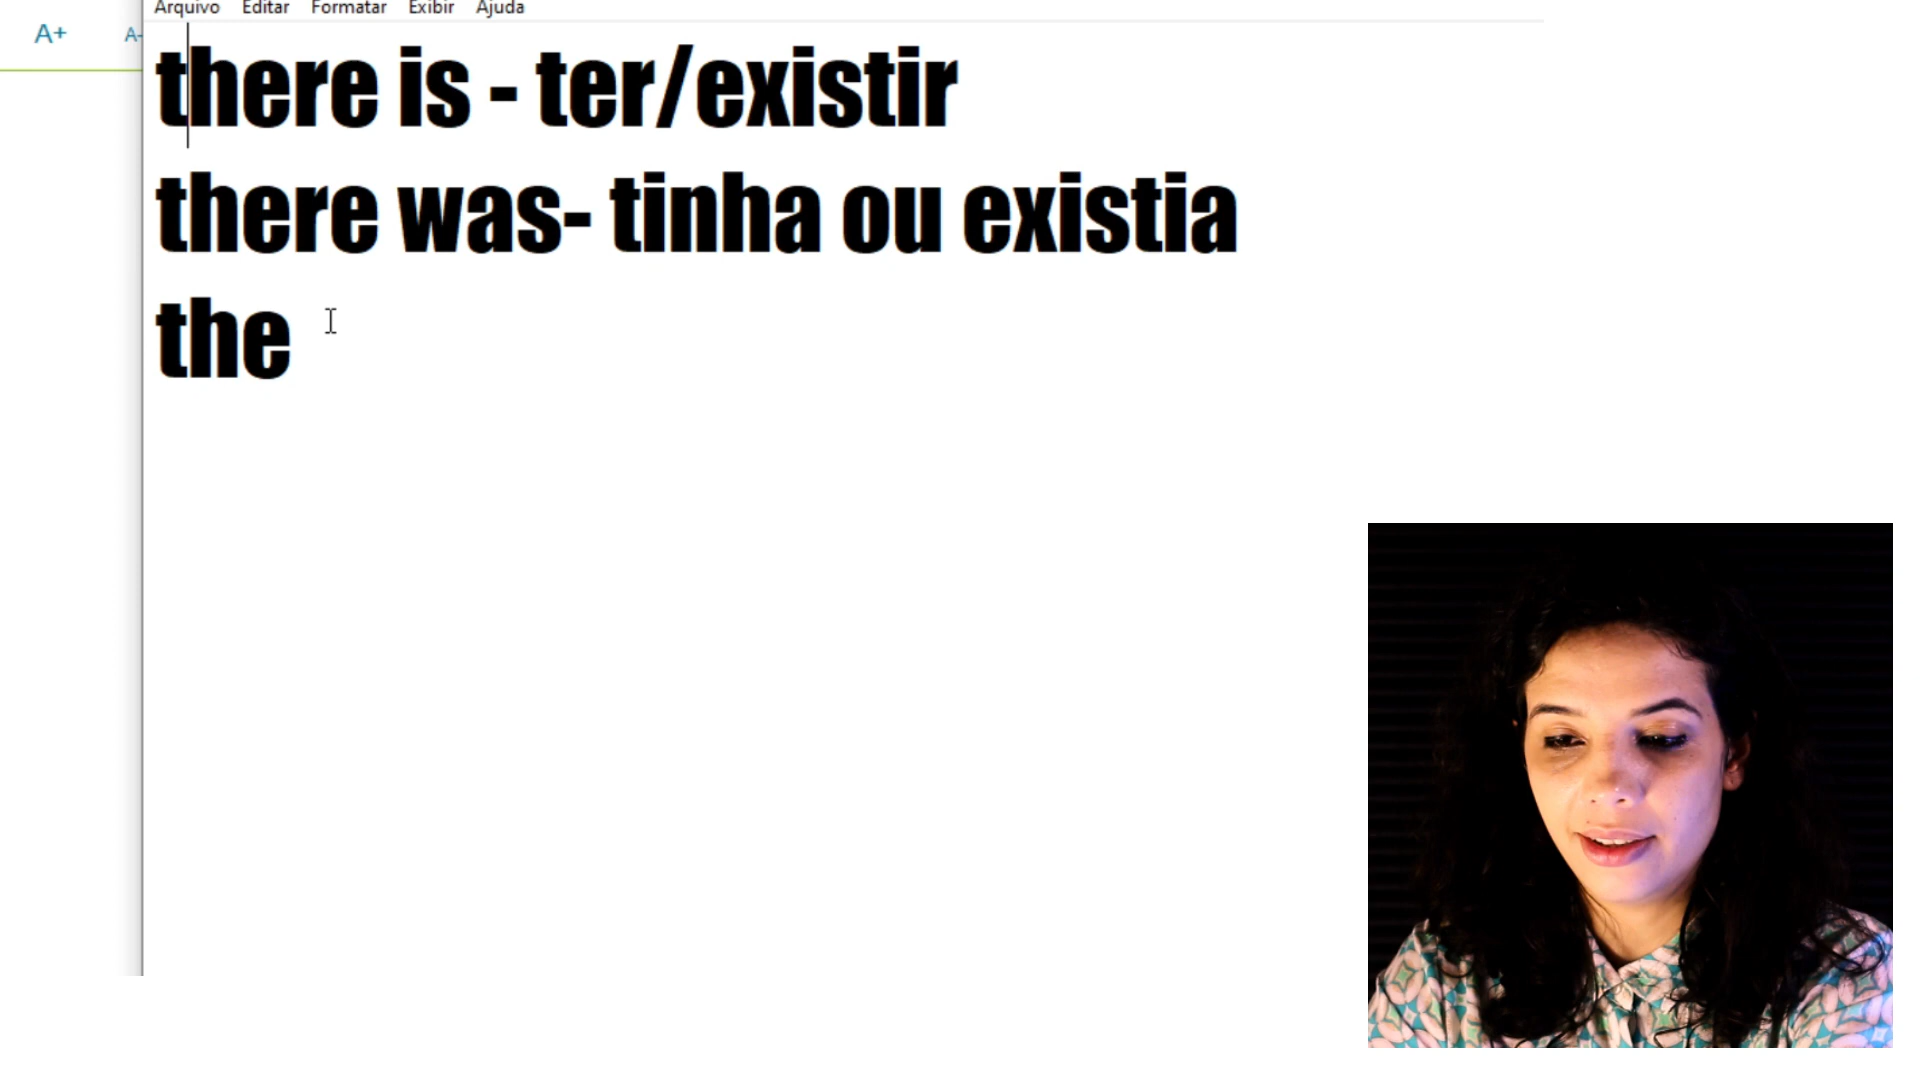 Arquivo Editar Formatar Exibir Ajuda
A+ A-
there is - ter/existir
there was- tinha ou existia
the